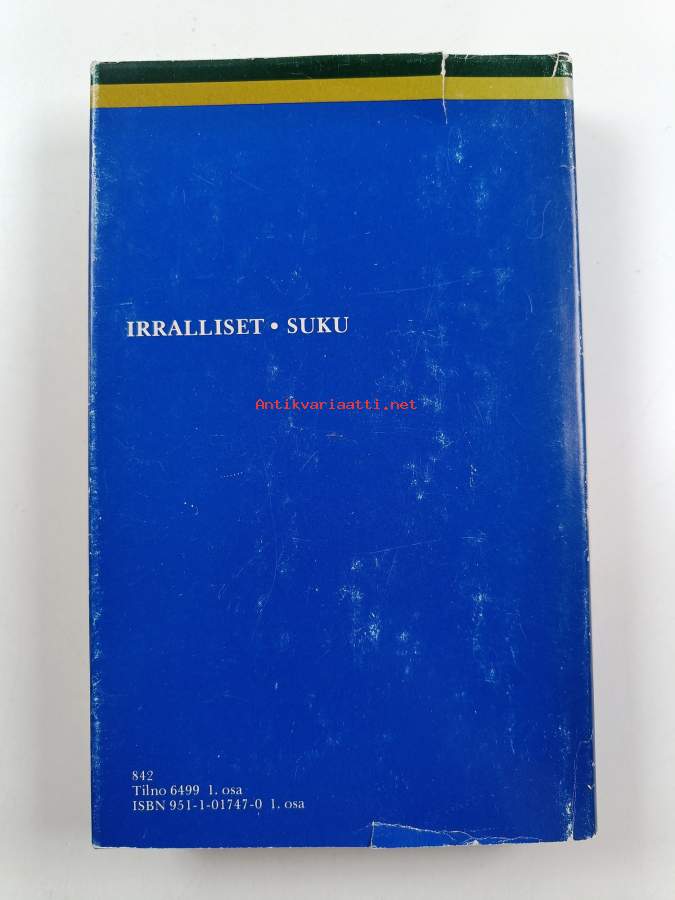 IRRALLISET • SUKU
Antikvariaatti.net
842
Tilno 6499 1. osa
ISBN 951-1-01747-0 1. osa